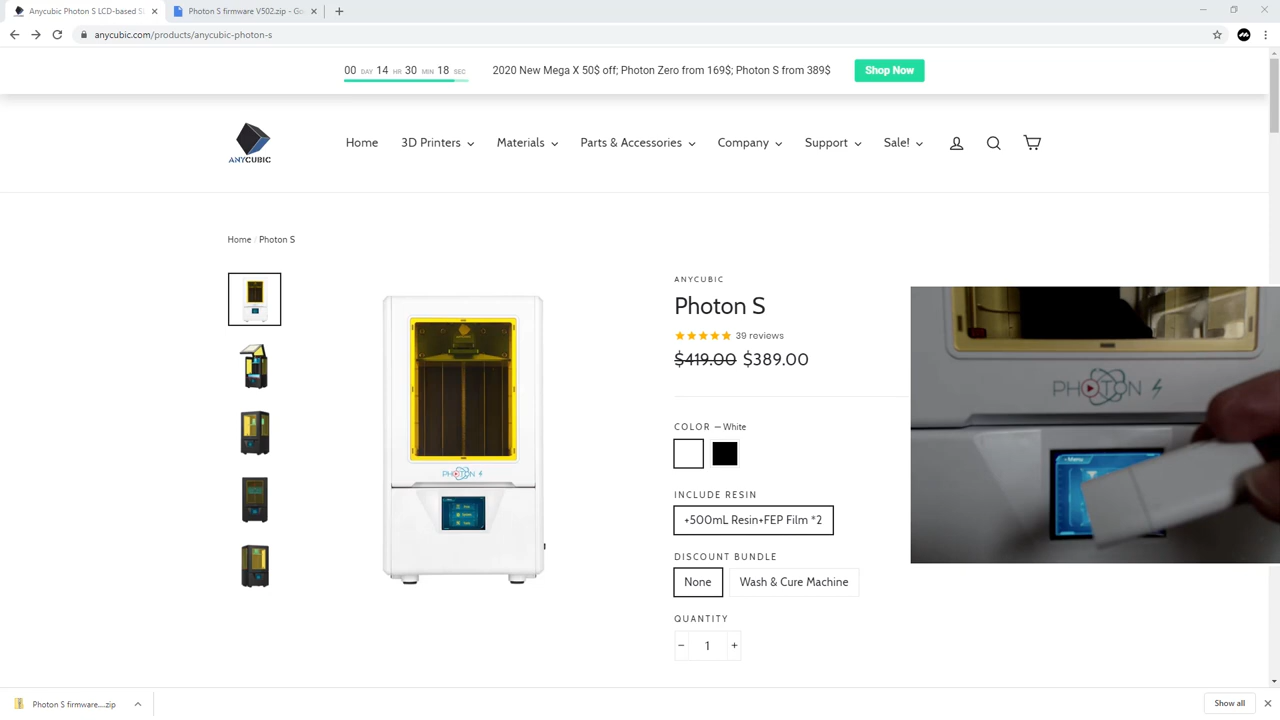 Anycubic Photon S LCD-based S
Photon S firmware V502.zip - Go
anycubic.com/products/anycubic-photon-s
00 DAY 14 HR 30 MIN 18 SEC
2020 New Mega X 50$ off; Photon Zero from 169$; Photon S from 389$
Shop Now
ANYCUBIC
Home
3D Printers
Materials
Parts & Accessories
Company
Support
Sale!
Home / Photon S
ANYCUBIC
Photon S
39 reviews
$419.00 $389.00
COLOR — White
INCLUDE RESIN
+500mL Resin+FEP Film *2
DISCOUNT BUNDLE
None
Wash & Cure Machine
QUANTITY
− 1 +
PHOTON
PHOTON
Menu
Photon S firmware....zip
Show all